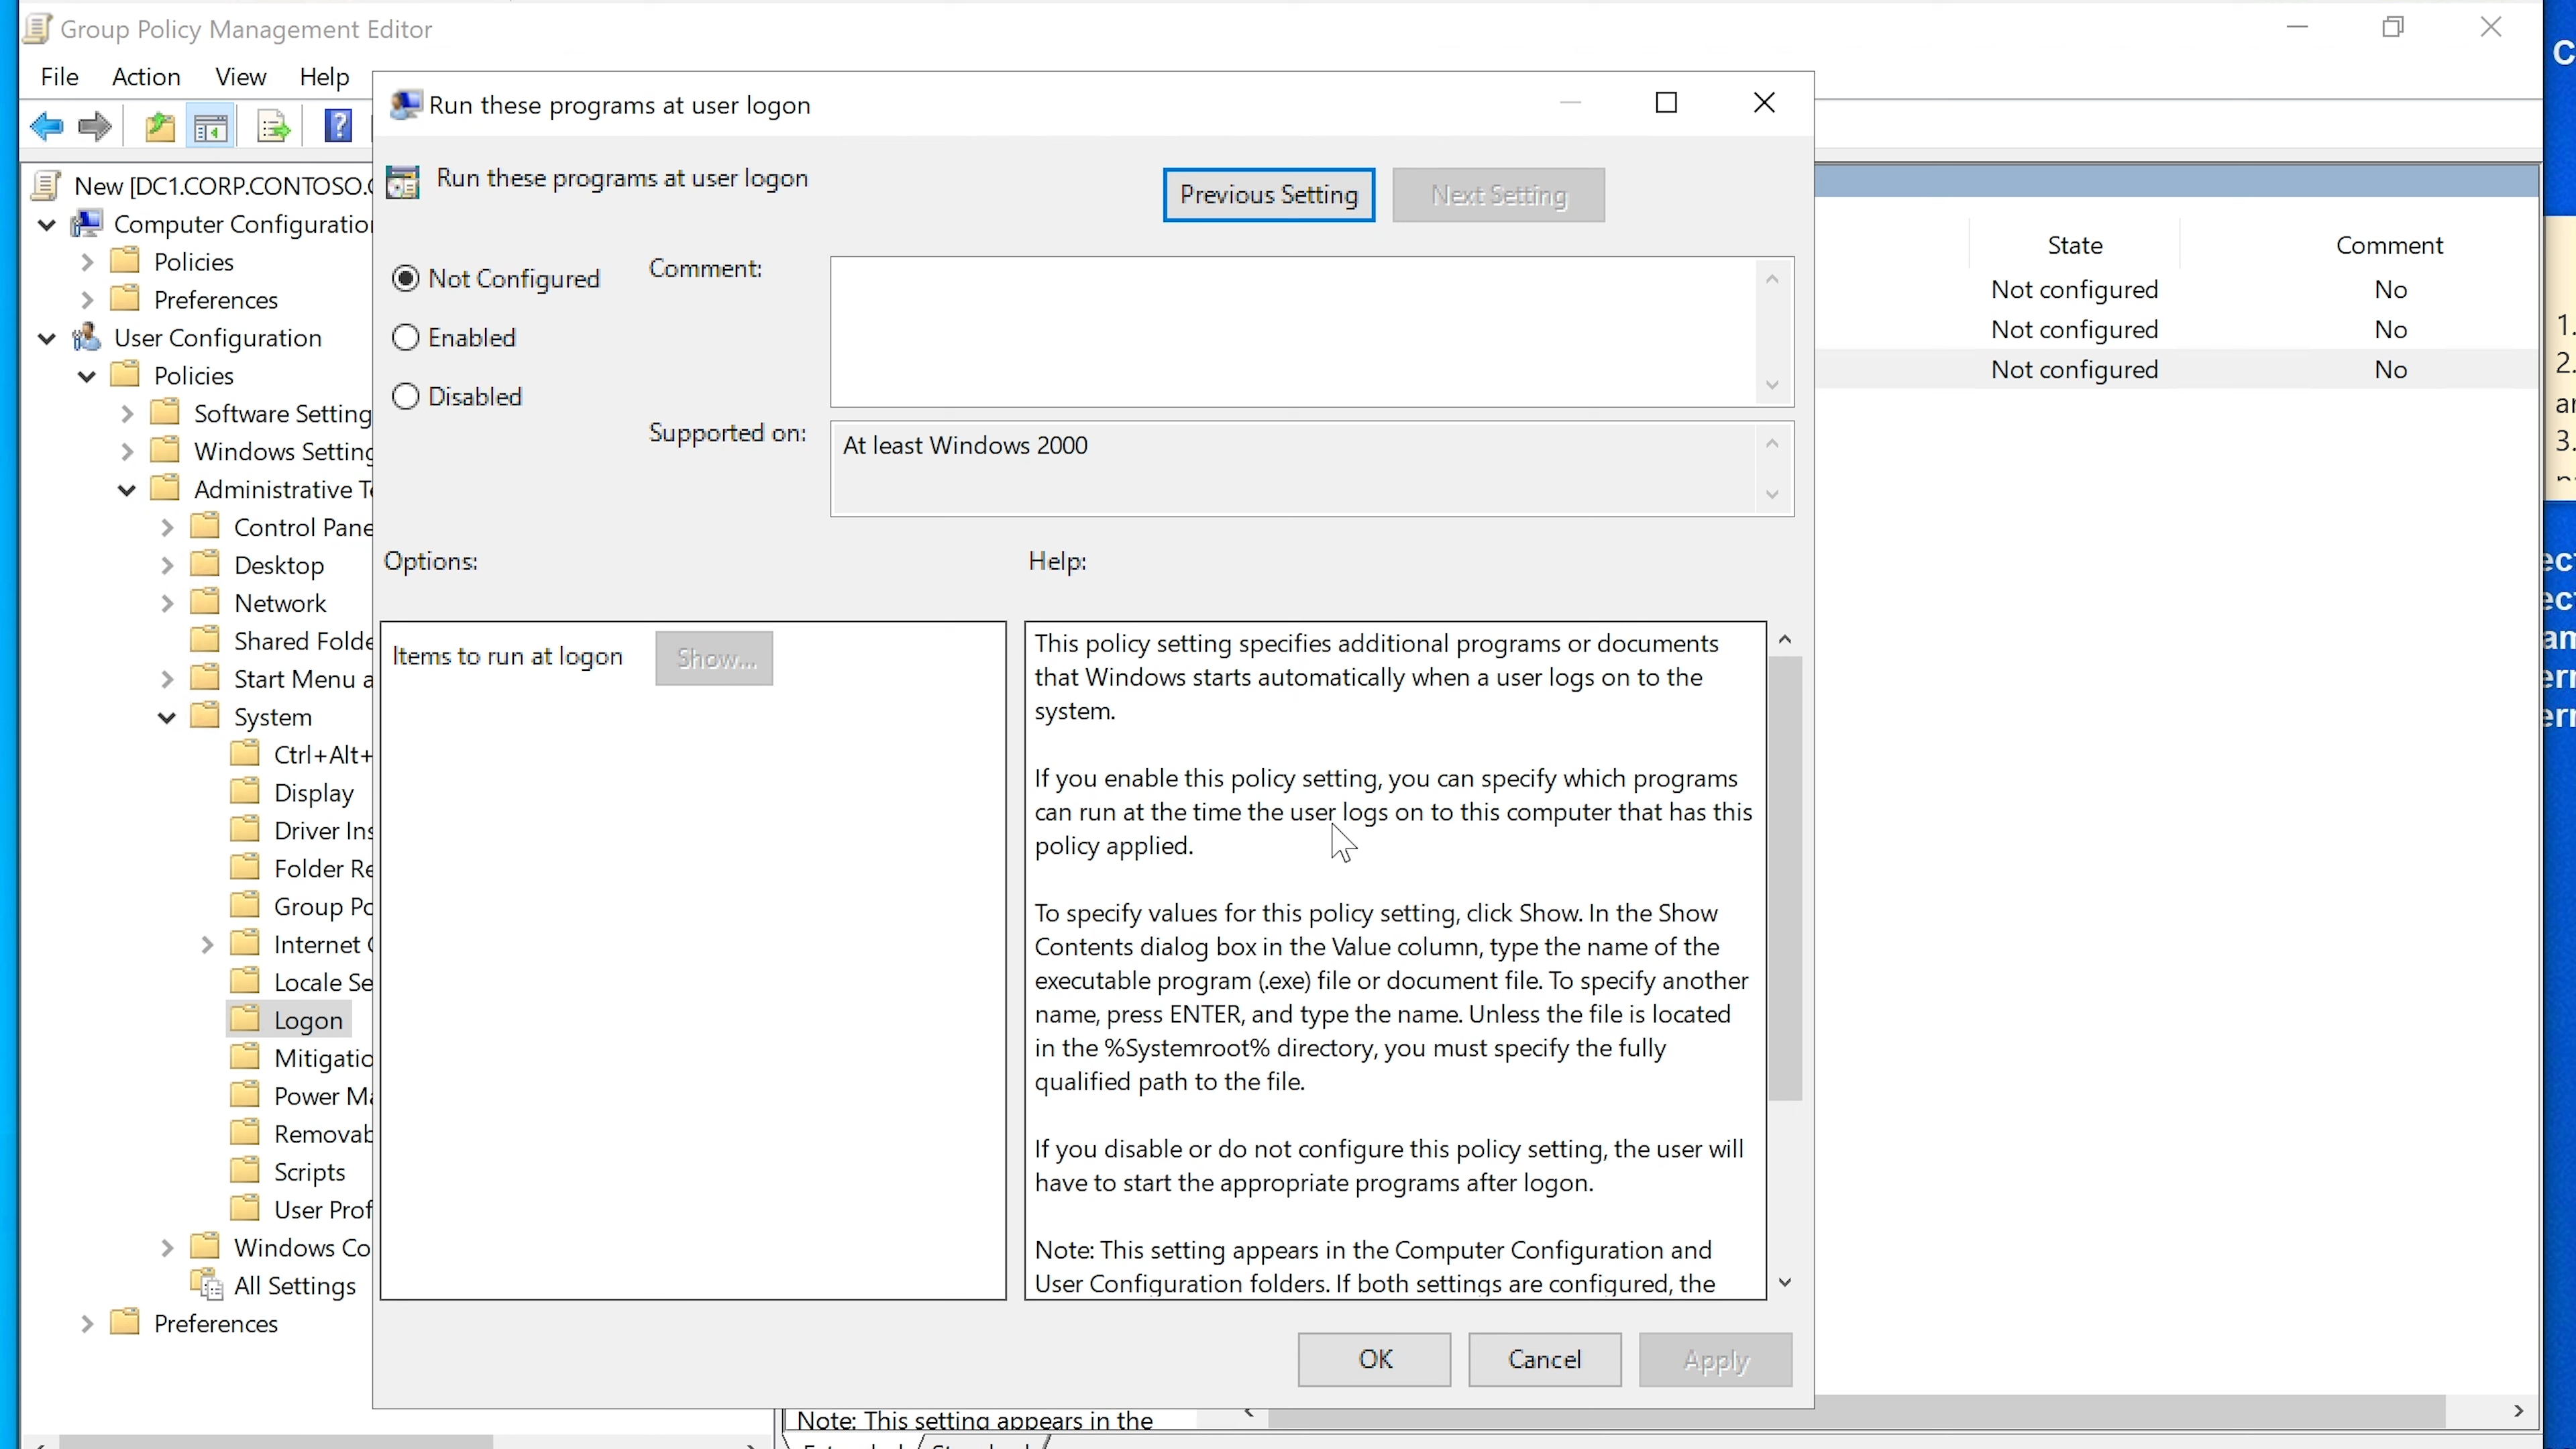 Group Policy Management Editor
File Action View Help
New [DC1.CORP.CONTOSO.
Computer Configuration
Policies
Preferences
User Configuration
Policies
Software Setting
Windows Setting
Administrative Te
Control Pane
Desktop
Network
Shared Folde
Start Menu a
System
Ctrl+Alt+
Display
Driver Ins
Folder Re
Group Po
Internet C
Locale Se
Logon
Mitigatio
Power Ma
Removab
Scripts
User Prof
Windows Co
All Settings
Preferences
Run these programs at user logon
Run these programs at user logon
Previous Setting
Next Setting
Not Configured
Enabled
Disabled
Comment:
Supported on:
At least Windows 2000
Options:
Help:
Items to run at logon
Show...
This policy setting specifies additional programs or documents
that Windows starts automatically when a user logs on to the
system.
If you enable this policy setting, you can specify which programs
can run at the time the user logs on to this computer that has this
policy applied.
To specify values for this policy setting, click Show. In the Show
Contents dialog box in the Value column, type the name of the
executable program (.exe) file or document file. To specify another
name, press ENTER, and type the name. Unless the file is located
in the %Systemroot% directory, you must specify the fully
qualified path to the file.
If you disable or do not configure this policy setting, the user will
have to start the appropriate programs after logon.
Note: This setting appears in the Computer Configuration and
User Configuration folders. If both settings are configured, the
OK
Cancel
Apply
State Comment
Not configured No
Not configured No
Not configured No
Note: This setting appears in the
1.
2.
3.